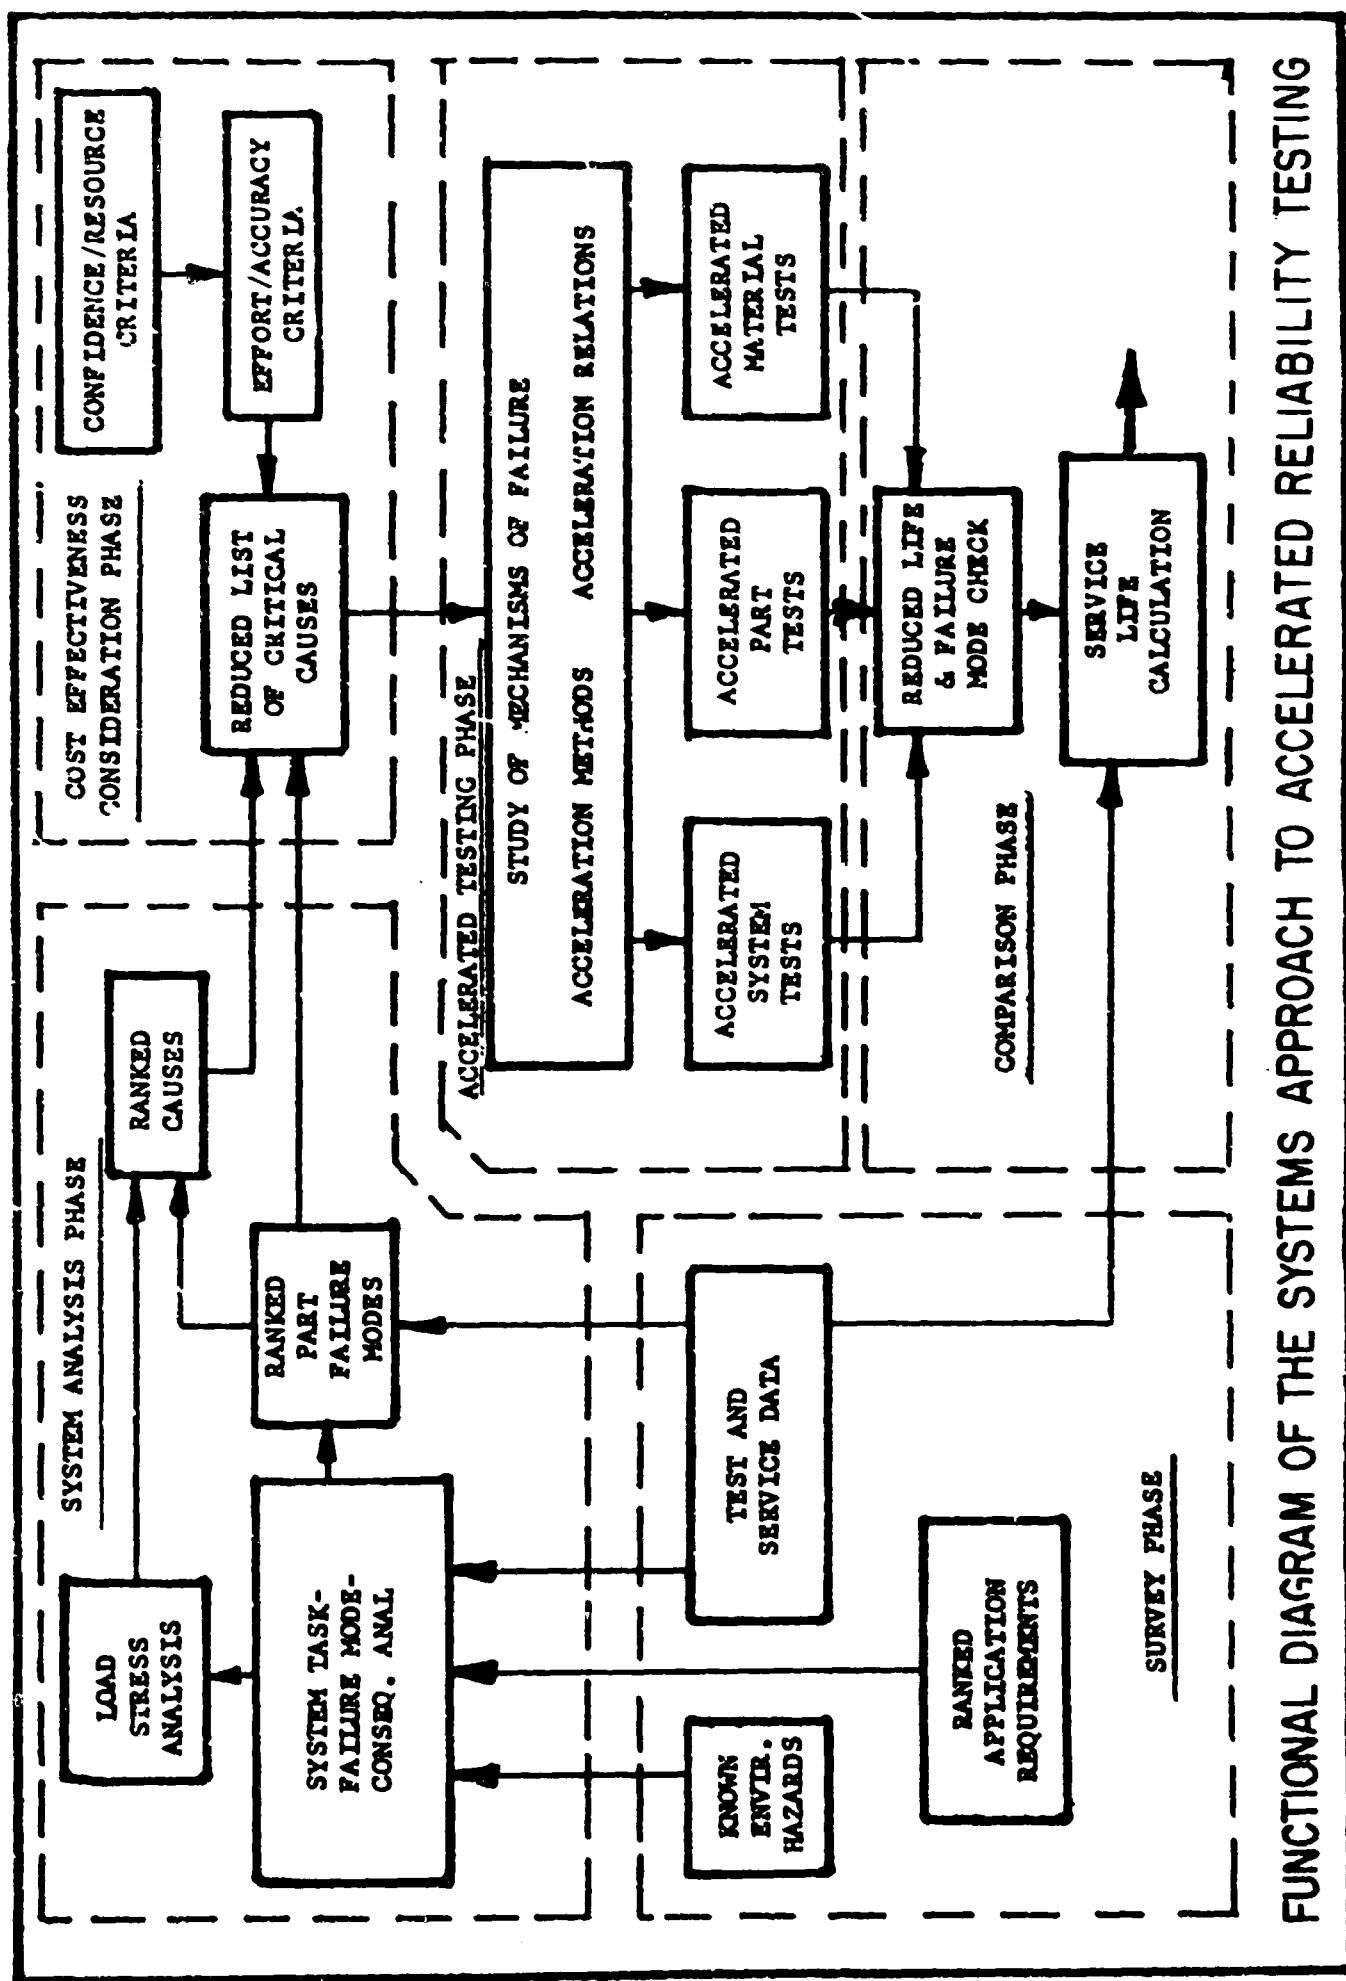 SYSTEM ANALYSIS PHASE
LOAD
STRESS
ANALYSIS
RANKED
CAUSES
SYSTEM TASK-
FAILURE MODE-
CONSEQ. ANAL
RANKED
PART
FAILURE
MODES
COST EFFECTIVENESS
CONSIDERATION PHASE
CONFIDENCE/RESOURCE
CRITERIA
EFFORT/ACCURACY
CRITERIA
REDUCED LIST
OF CRITICAL
CAUSES
ACCELERATED TESTING PHASE
STUDY OF MECHANISMS OF FAILURE
ACCELERATION METHODS ACCELERATION RELATIONS
ACCELERATED
SYSTEM
TESTS
ACCELERATED
PART
TESTS
ACCELERATED
MATERIAL
TESTS
KNOWN
ENVIR.
HAZARDS
TEST AND
SERVICE DATA
RANKED
APPLICATION
REQUIREMENTS
SURVEY PHASE
REDUCED LIFE
& FAILURE
MODE CHECK
COMPARISON PHASE
SERVICE
LIFE
CALCULATION
FUNCTIONAL DIAGRAM OF THE SYSTEMS APPROACH TO ACCELERATED RELIABILITY TESTING